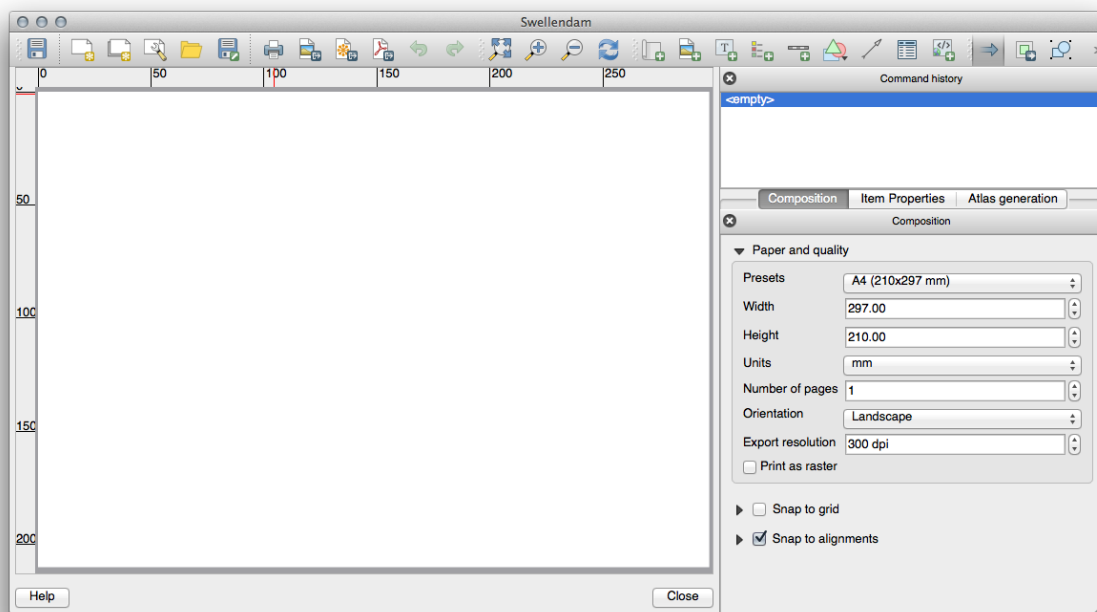 Swellendam
0 50 100 150 200 250
Command history
<empty>
0
50
100
150
200
Composition Item Properties Atlas generation
Composition
Paper and quality
Presets A4 (210x297 mm)
Width 297.00
Height 210.00
Units mm
Number of pages 1
Orientation Landscape
Export resolution 300 dpi
Print as raster
Snap to grid
Snap to alignments
Help Close